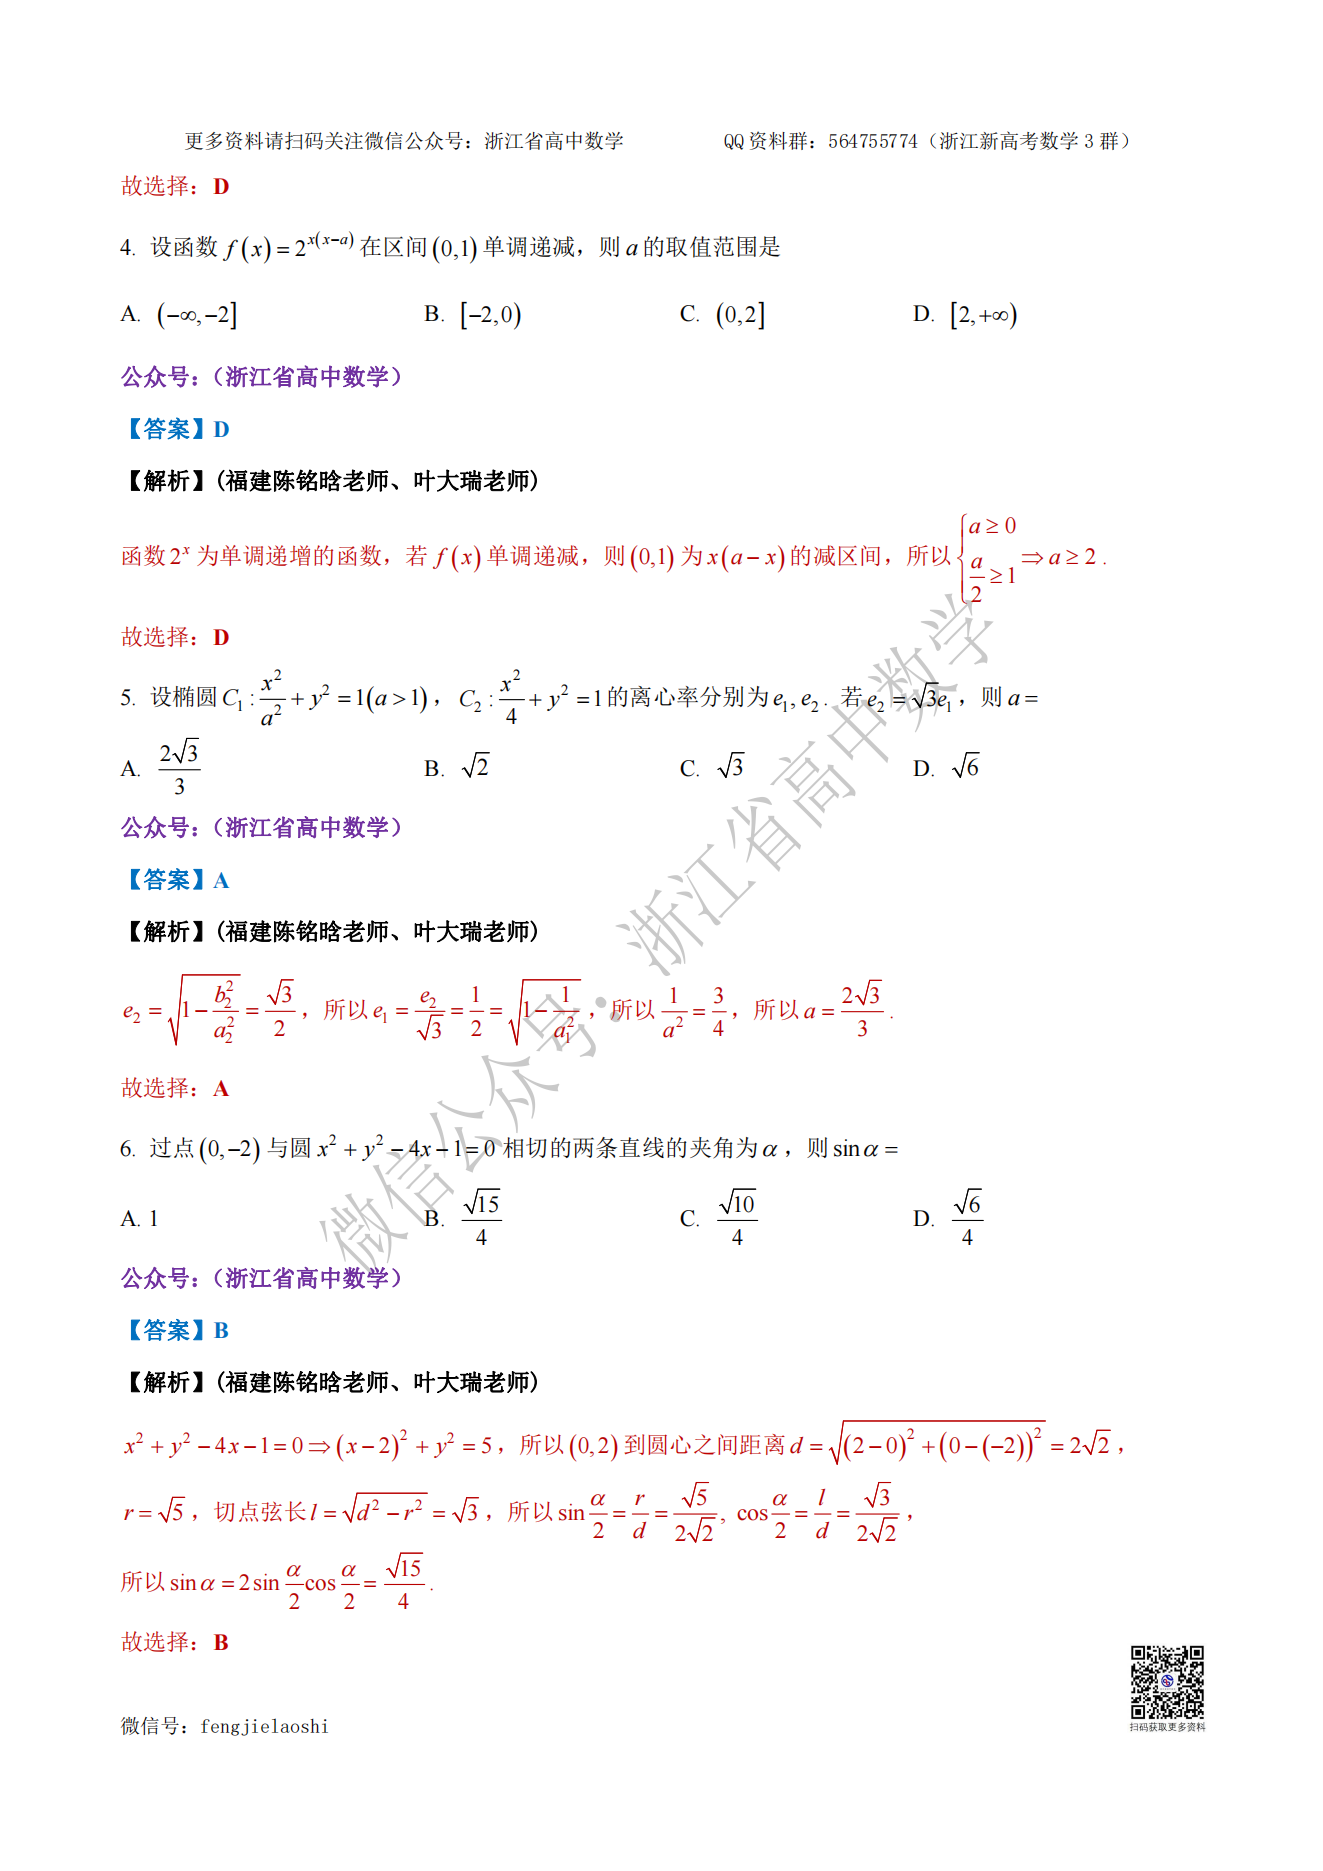 更多资料请扫码关注微信公众号：浙江省高中数学 QQ 资料群：564755774（浙江新高考数学 3 群）
故选择：D
4. 设函数 f(x)=2^{x(x−a)} 在区间 (0,1) 单调递减，则 a 的取值范围是
A. (−∞,−2] B. [−2,0) C. (0,2] D. [2,+∞)
公众号：（浙江省高中数学）
【答案】D
【解析】(福建陈铭晗老师、叶大瑞老师)
函数 2^x 为单调递增的函数，若 f(x) 单调递减，则 (0,1) 为 x(a−x) 的减区间，所以 {a≥0, a/2≥1 ⇒ a≥2 .
故选择：D
5. 设椭圆 C₁: x²/a² + y² = 1(a>1)，C₂: x²/4 + y² = 1 的离心率分别为 e₁, e₂. 若 e₂ = √3e₁，则 a =
A. 2√3/3 B. √2 C. √3 D. √6
公众号：（浙江省高中数学）
【答案】A
【解析】(福建陈铭晗老师、叶大瑞老师)
e₂ = √(1−b₂²/a₂²) = √3/2，所以 e₁ = e₂/√3 = 1/2 = √(1−1/a₁²)，所以 1/a² = 3/4，所以 a = 2√3/3 .
故选择：A
6. 过点 (0,−2) 与圆 x² + y² − 4x − 1 = 0 相切的两条直线的夹角为 α，则 sin α =
A. 1 B. √15/4 C. √10/4 D. √6/4
公众号：（浙江省高中数学）
【答案】B
【解析】(福建陈铭晗老师、叶大瑞老师)
x² + y² − 4x − 1 = 0 ⇒ (x−2)² + y² = 5，所以 (0,2) 到圆心之间距离 d = √((2−0)² + (0−(−2))²) = 2√2，
r = √5，切点弦长 l = √(d² − r²) = √3，所以 sin α/2 = r/d = √5/(2√2), cos α/2 = l/d = √3/(2√2)，
所以 sin α = 2 sin α/2 cos α/2 = √15/4 .
故选择：B
微信公众号：浙江省高中数学
扫码获取更多资料
微信号：fengjielaoshi